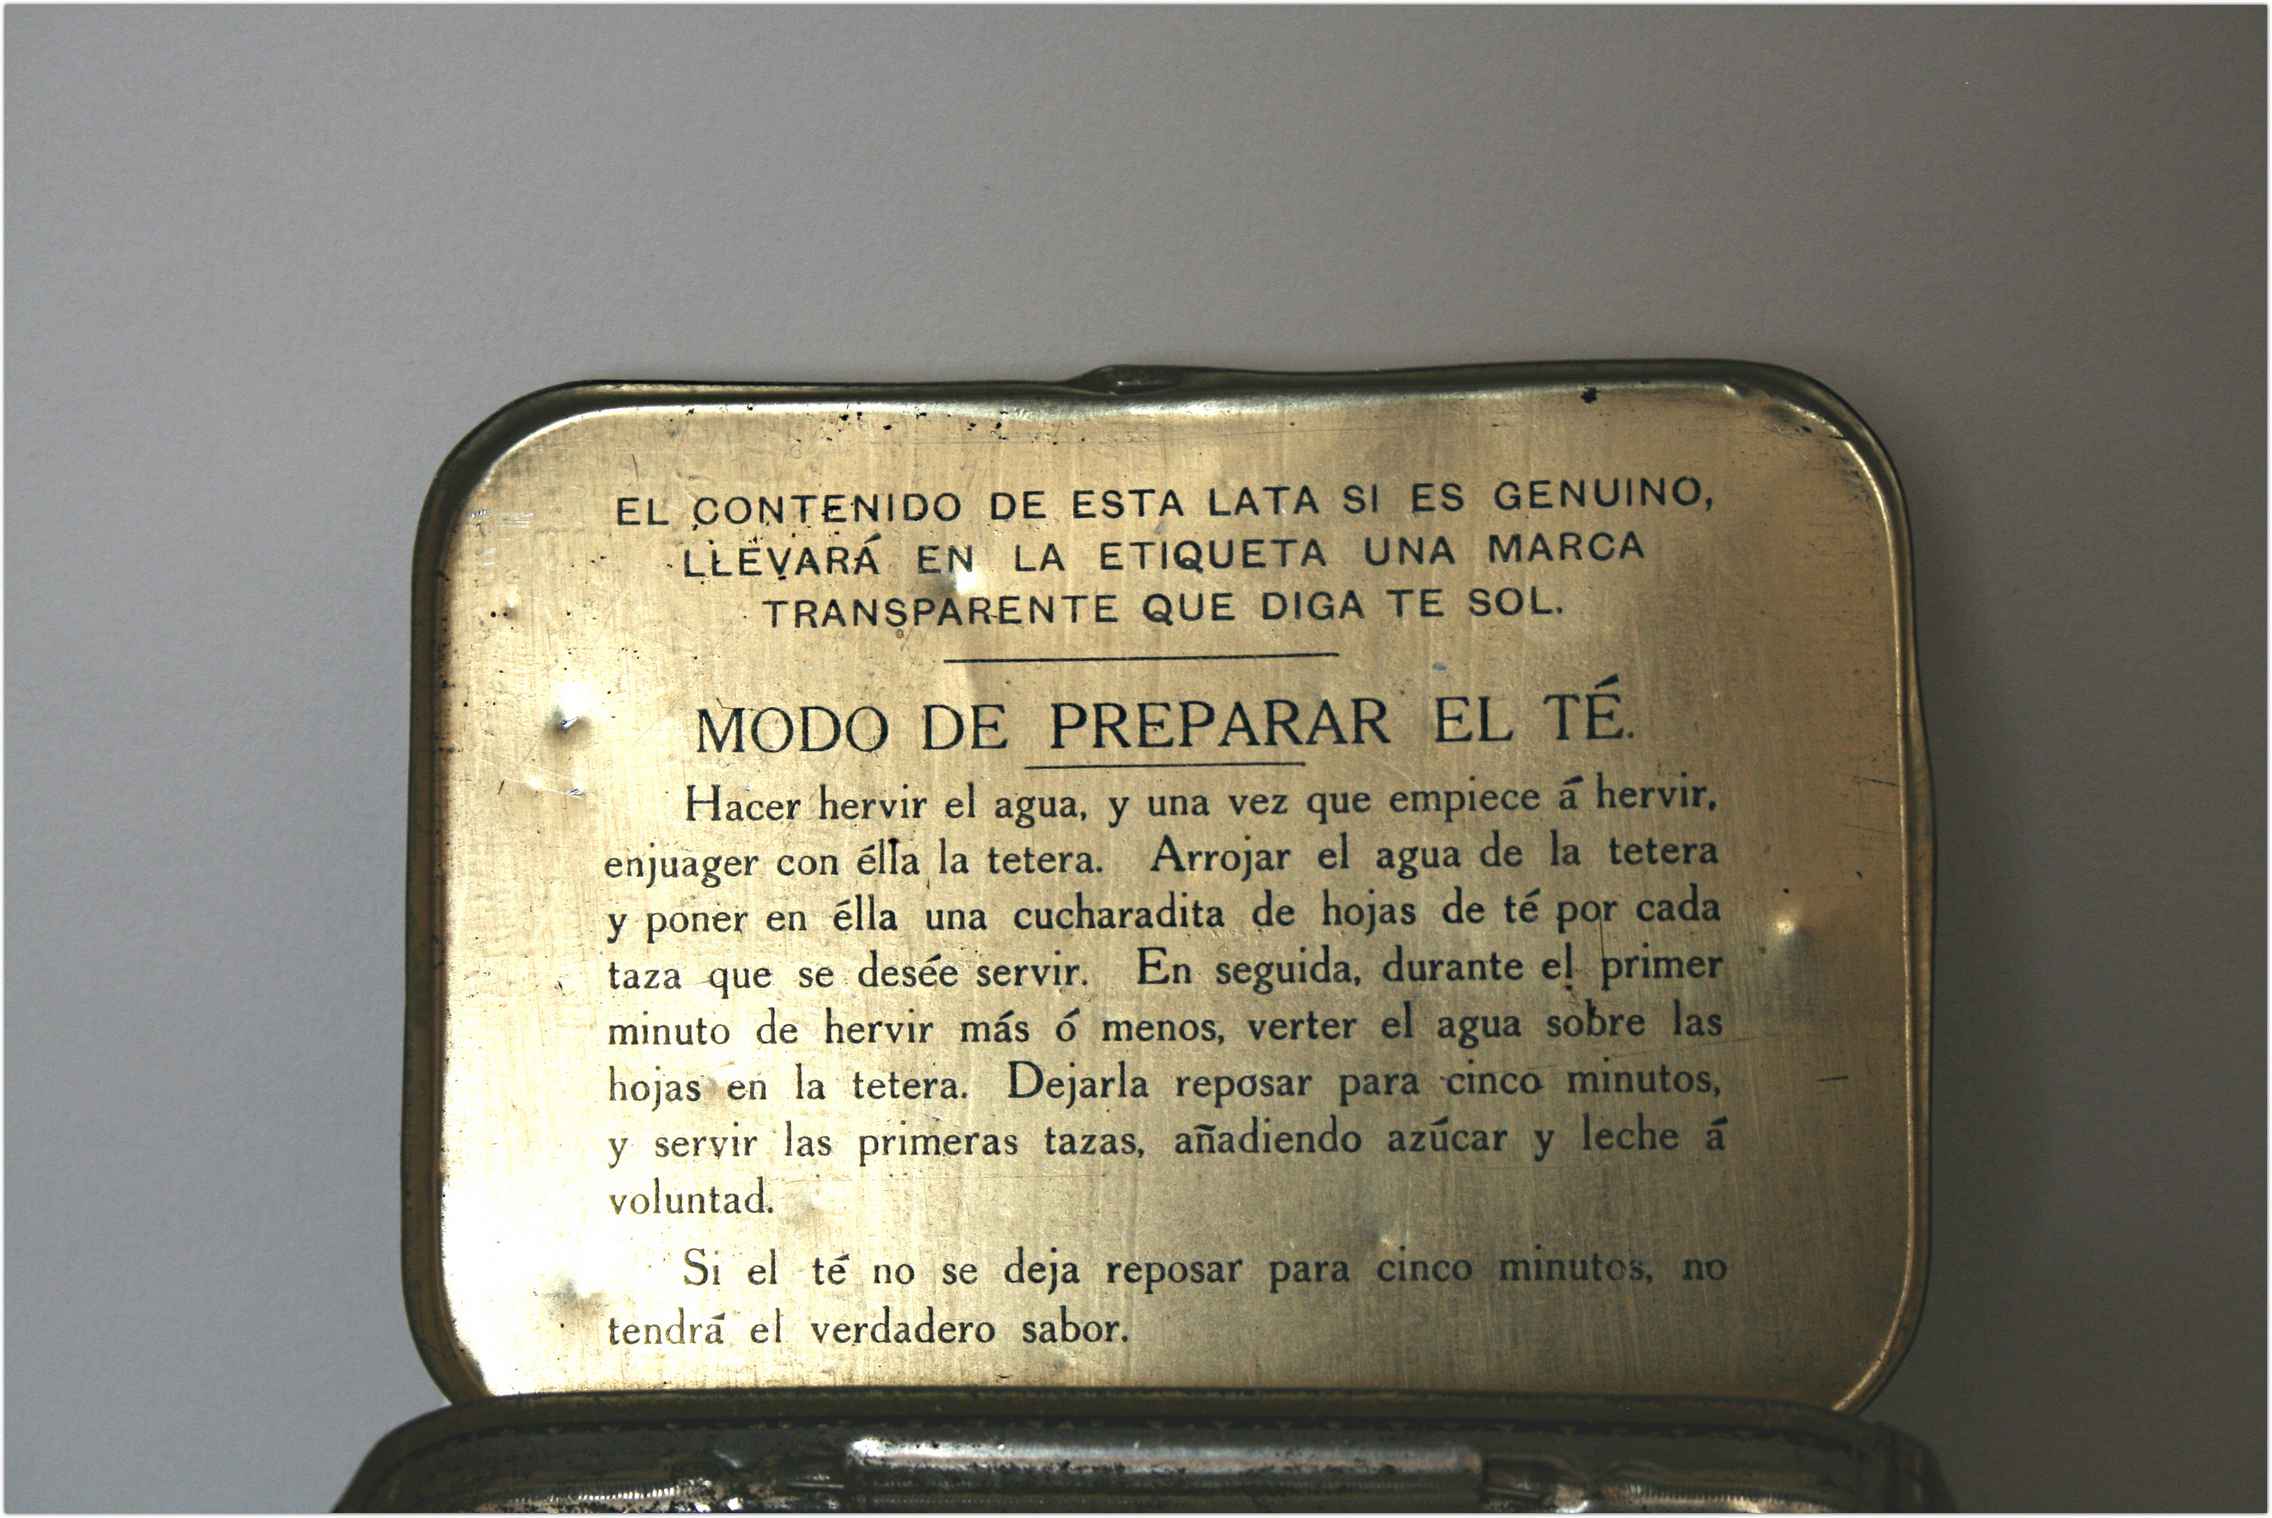 EL CONTENIDO DE ESTA LATA SI ES GENUINO,
LLEVARÁ EN LA ETIQUETA UNA MARCA
TRANSPARENTE QUE DIGA TE SOL.
MODO DE PREPARAR EL TÉ.
Hacer hervir el agua, y una vez que empiece á hervir,
enjuager con élla la tetera. Arrojar el agua de la tetera
y poner en élla una cucharadita de hojas de té por cada
taza que se desée servir. En seguida, durante el primer
minuto de hervir más ó menos, verter el agua sobre las
hojas en la tetera. Dejarla reposar para cinco minutos,
y servir las primeras tazas, añadiendo azúcar y leche á
voluntad.
Si el té no se deja reposar para cinco minutos, no
tendrá el verdadero sabor.